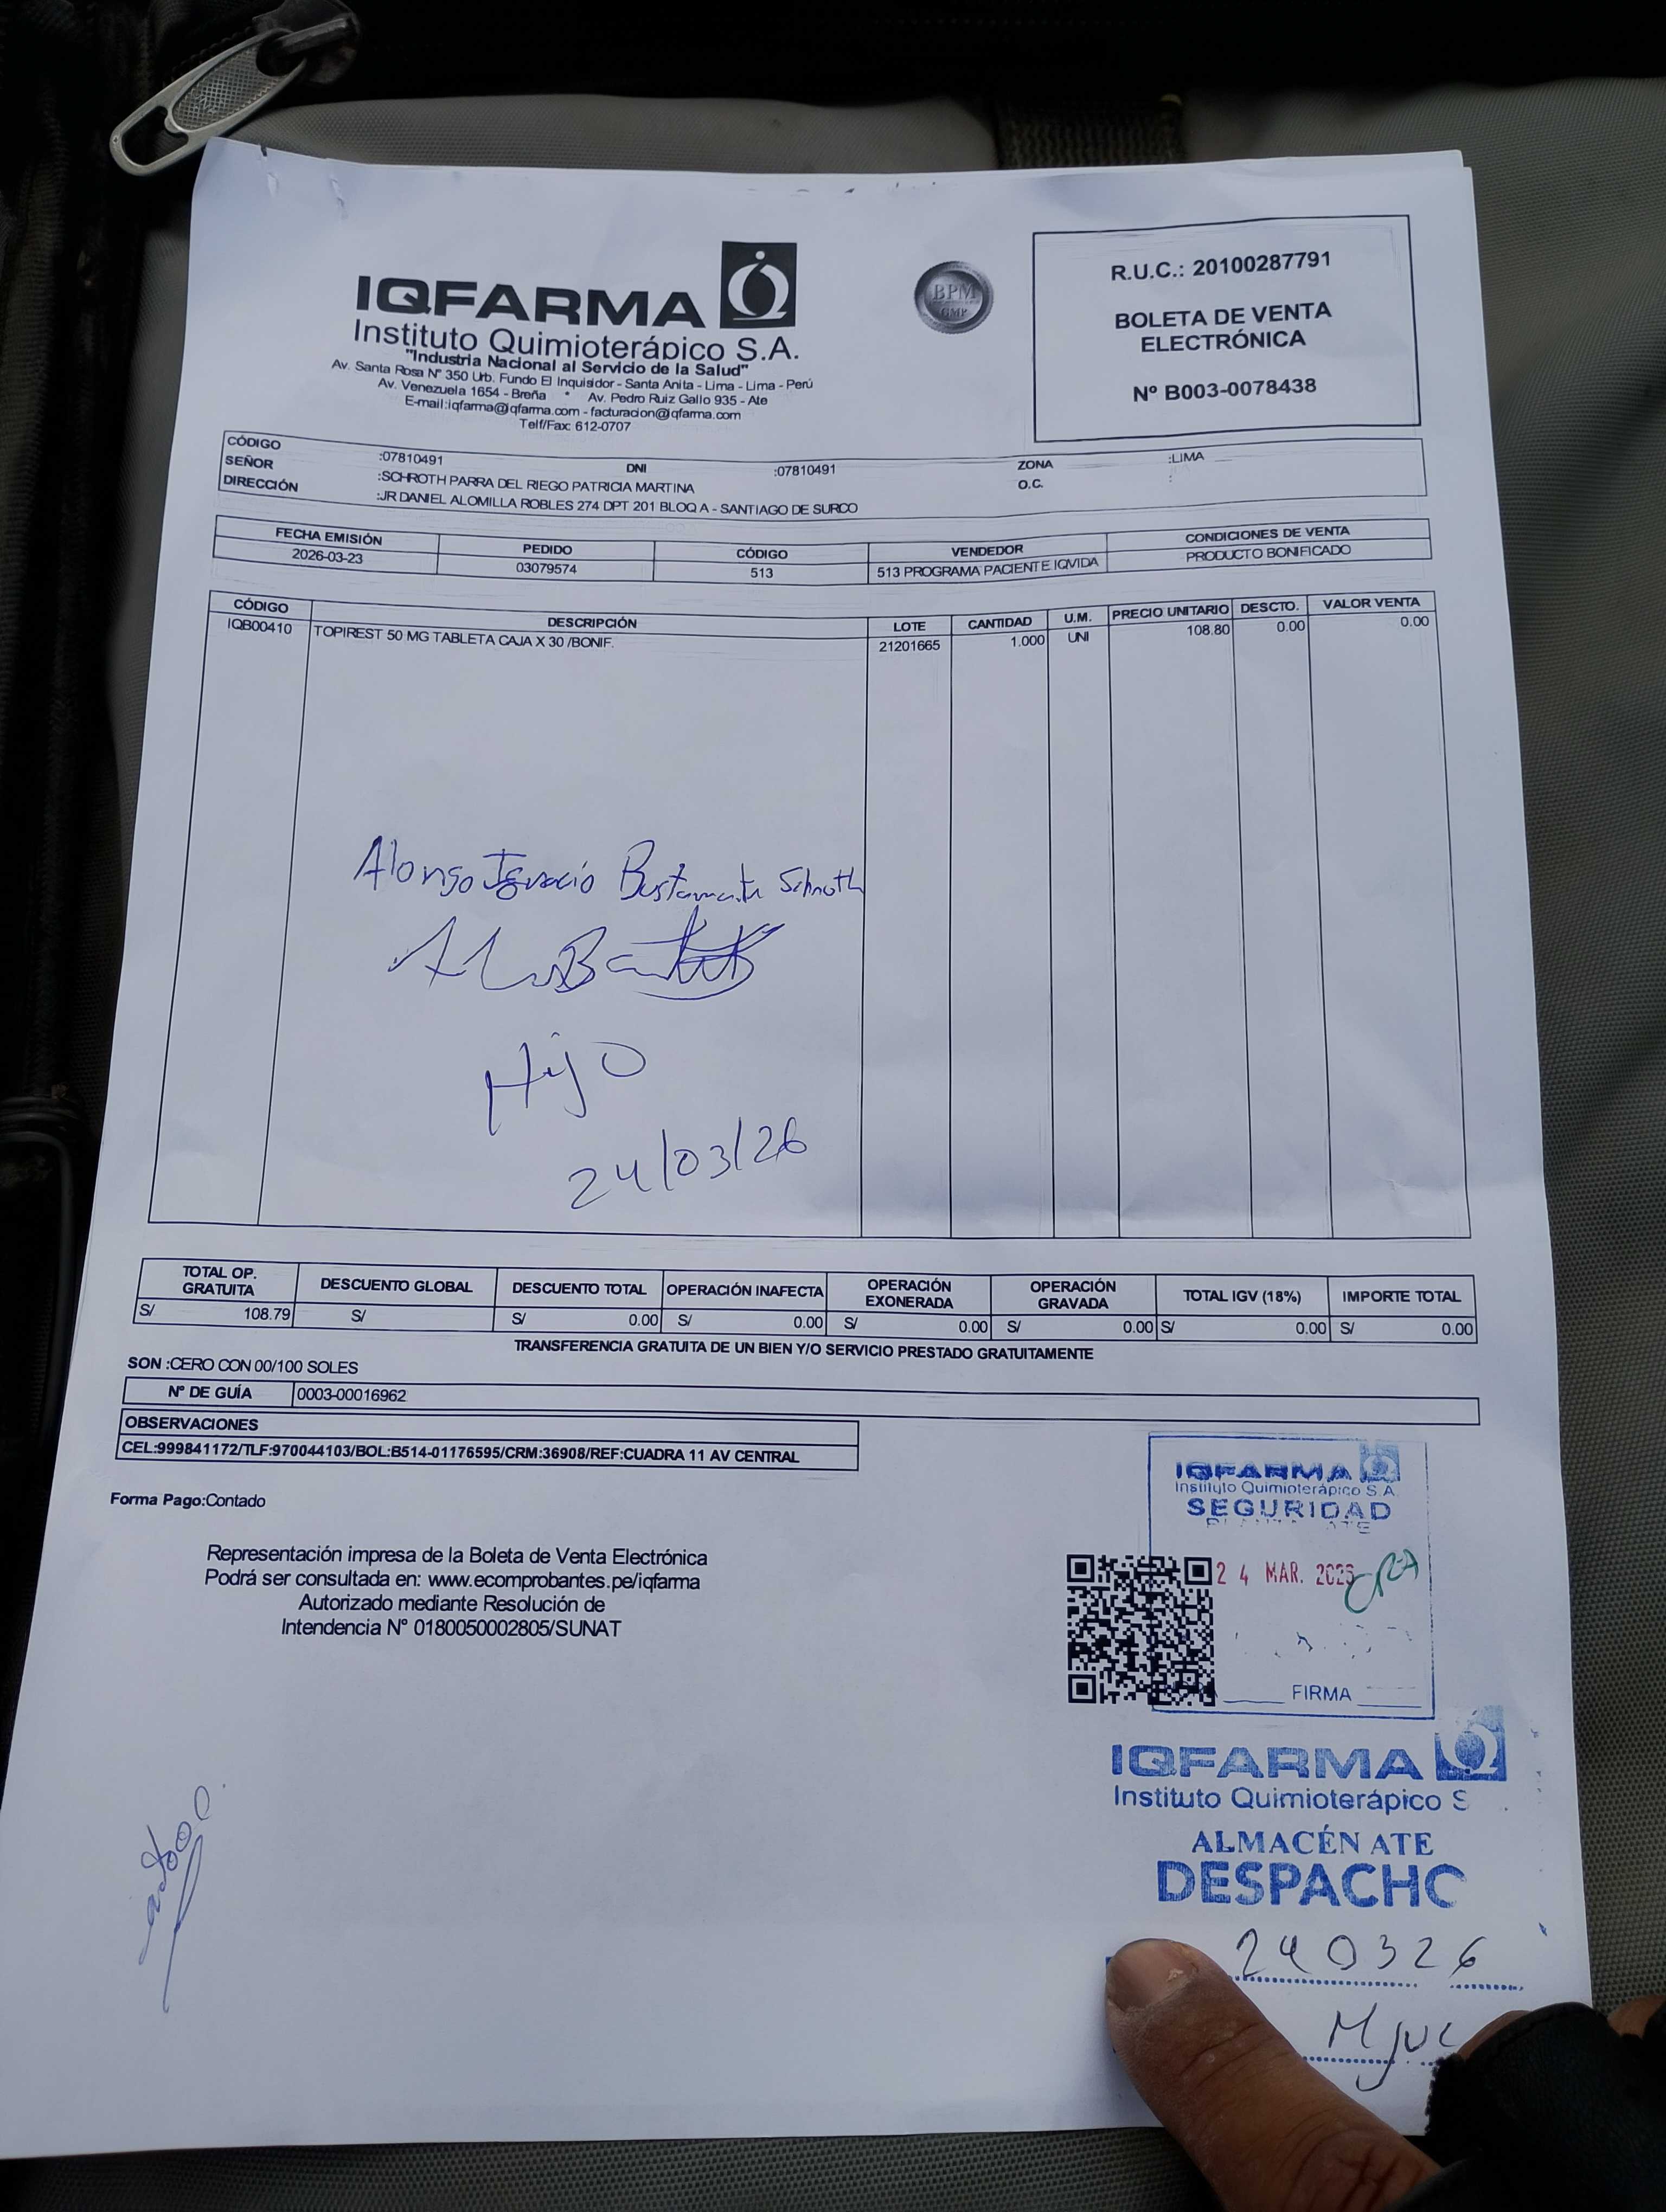 IQFARMA
Instituto Quimioterápico S.A.
"Industria Nacional al Servicio de la Salud"
Av. Santa Rosa Nº 350 Urb. Fundo El Inquisidor - Santa Anita - Lima - Lima - Perú
Av. Venezuela 1654 - Breña * Av. Pedro Ruiz Gallo 935 - Ate
E-mail:iqfarma@iqfarma.com - facturacion@iqfarma.com
Telf/Fax: 612-0707
BPM
GMP
R.U.C.: 20100287791
BOLETA DE VENTA
ELECTRÓNICA
Nº B003-0078438
CÓDIGO :07810491 DNI :07810491 ZONA :LIMA
SEÑOR :SCHROTH PARRA DEL RIEGO PATRICIA MARTINA O.C. :
DIRECCIÓN :JR DANIEL ALOMILLA ROBLES 274 DPT 201 BLOQ A - SANTIAGO DE SURCO
FECHA EMISIÓN PEDIDO CÓDIGO VENDEDOR CONDICIONES DE VENTA
2026-03-23 03079574 513 513 PROGRAMA PACIENTE IQVIDA PRODUCTO BONIFICADO
CÓDIGO DESCRIPCIÓN LOTE CANTIDAD U.M. PRECIO UNITARIO DESCTO. VALOR VENTA
IQB00410 TOPIREST 50 MG TABLETA CAJA X 30 /BONIF. 21201665 1.000 UNI 108.80 0.00 0.00
Alonso Ignacio Bustamante Schroth
Hijo
24/03/26
TOTAL OP. GRATUITA DESCUENTO GLOBAL DESCUENTO TOTAL OPERACIÓN INAFECTA OPERACIÓN EXONERADA OPERACIÓN GRAVADA TOTAL IGV (18%) IMPORTE TOTAL
S/ 108.79 S/ S/ 0.00 S/ 0.00 S/ 0.00 S/ 0.00 S/ 0.00 S/ 0.00
TRANSFERENCIA GRATUITA DE UN BIEN Y/O SERVICIO PRESTADO GRATUITAMENTE
SON :CERO CON 00/100 SOLES
Nº DE GUÍA 0003-00016962
OBSERVACIONES
CEL:999841172/TLF:970044103/BOL:B514-01176595/CRM:36908/REF:CUADRA 11 AV CENTRAL
Forma Pago:Contado
Representación impresa de la Boleta de Venta Electrónica
Podrá ser consultada en: www.ecomprobantes.pe/iqfarma
Autorizado mediante Resolución de
Intendencia Nº 0180050002805/SUNAT
IQFARMA
Instituto Quimioterápico S.A.
SEGURIDAD
24 MAR. 2026
FIRMA
IQFARMA
Instituto Quimioterápico S
ALMACÉN ATE
DESPACHO
240326